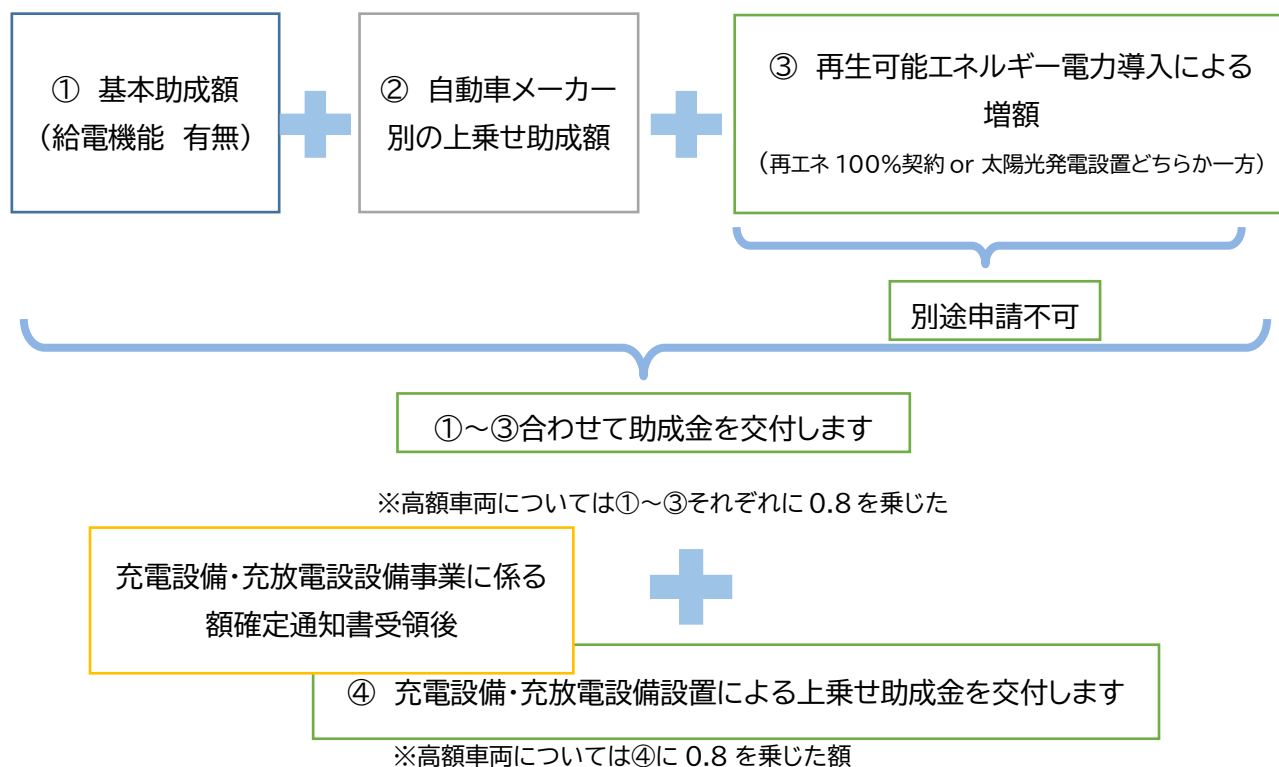 ① 基本助成額
（給電機能 有無）
② 自動車メーカー
別の上乗せ助成額
③ 再生可能エネルギー電力導入による
増額
（再エネ 100%契約 or 太陽光発電設置どちらか一方）
別途申請不可
①～③合わせて助成金を交付します
※高額車両については①～③それぞれに 0.8 を乗じた
充電設備・充放電設設備事業に係る
額確定通知書受領後
④ 充電設備・充放電設備設置による上乗せ助成金を交付します
※高額車両については④に 0.8 を乗じた額